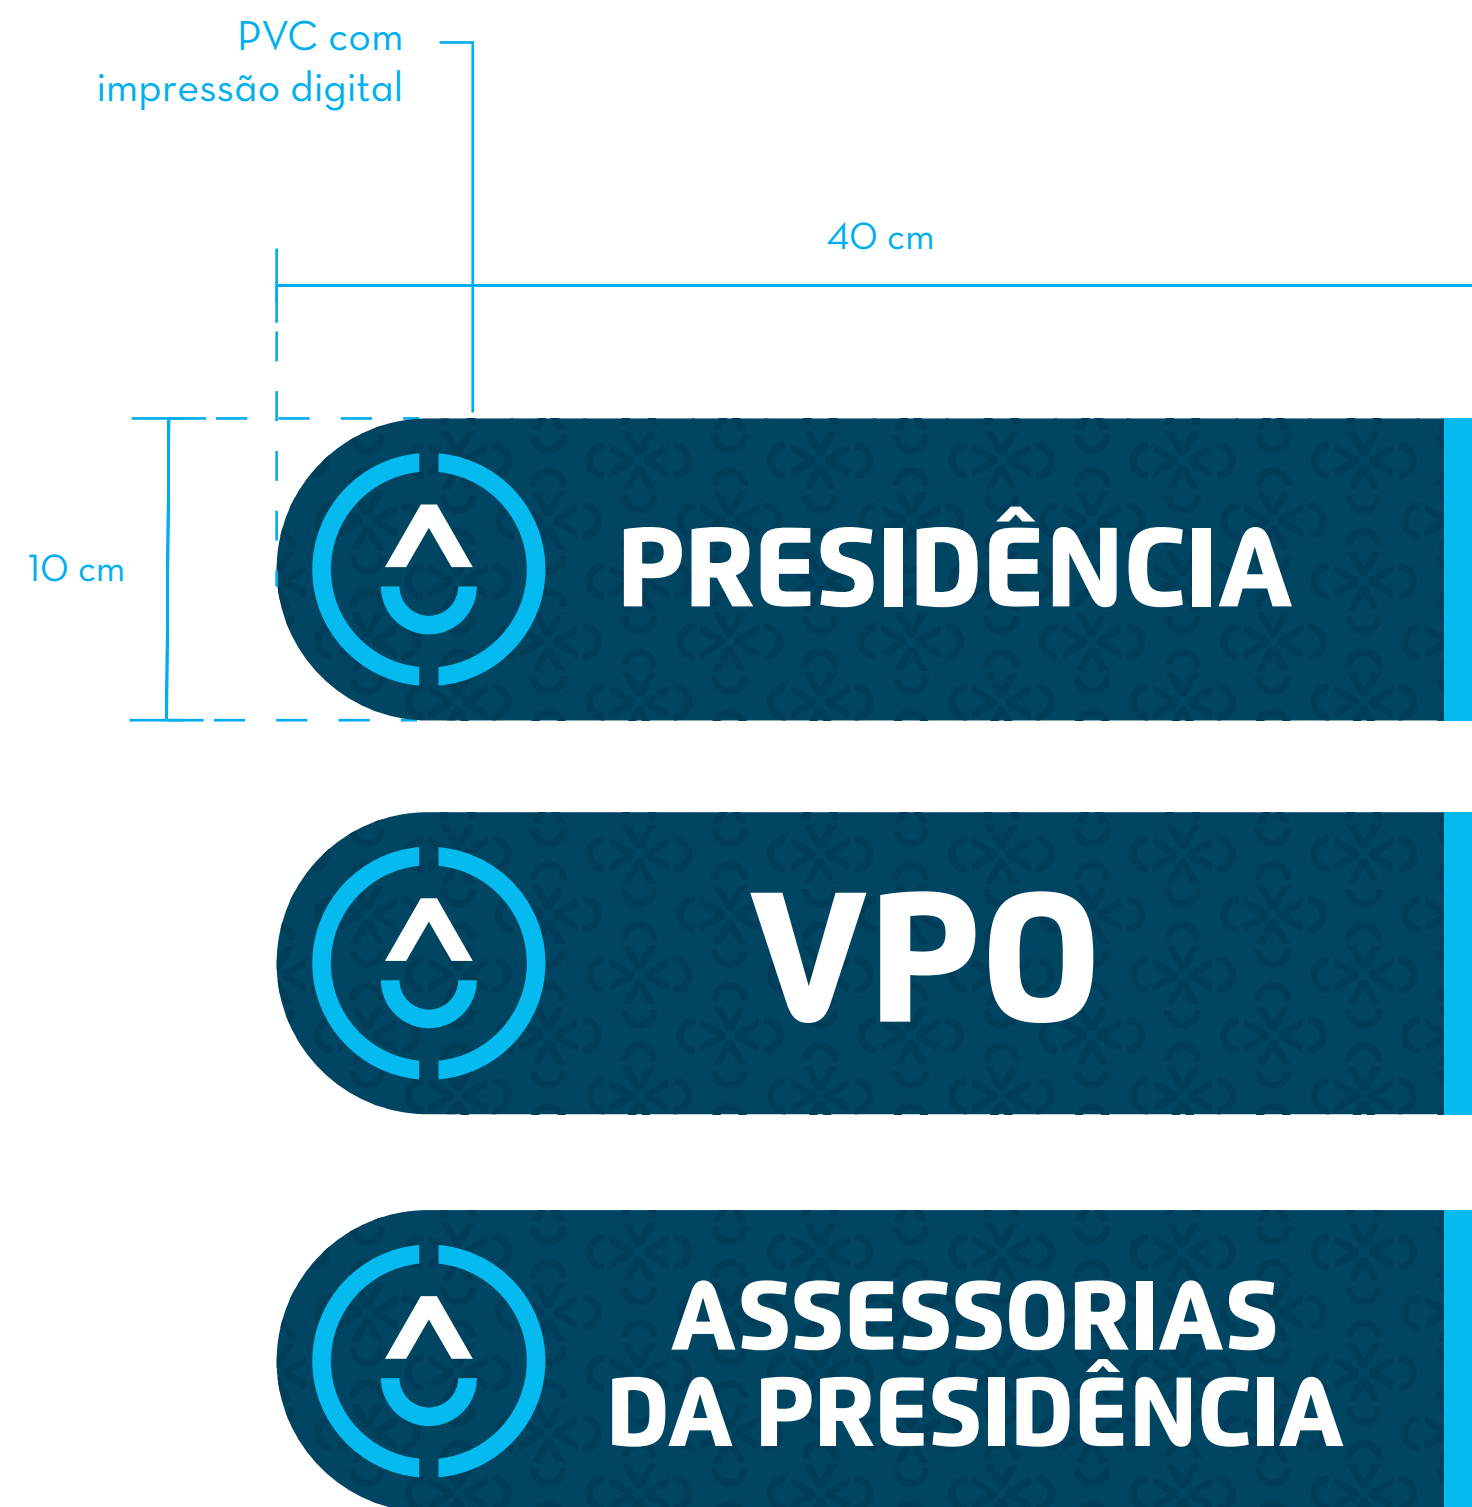 PVC com
impressão digital
40 cm
10 cm
PRESIDÊNCIA
VPO
ASSESSORIAS
DA PRESIDÊNCIA